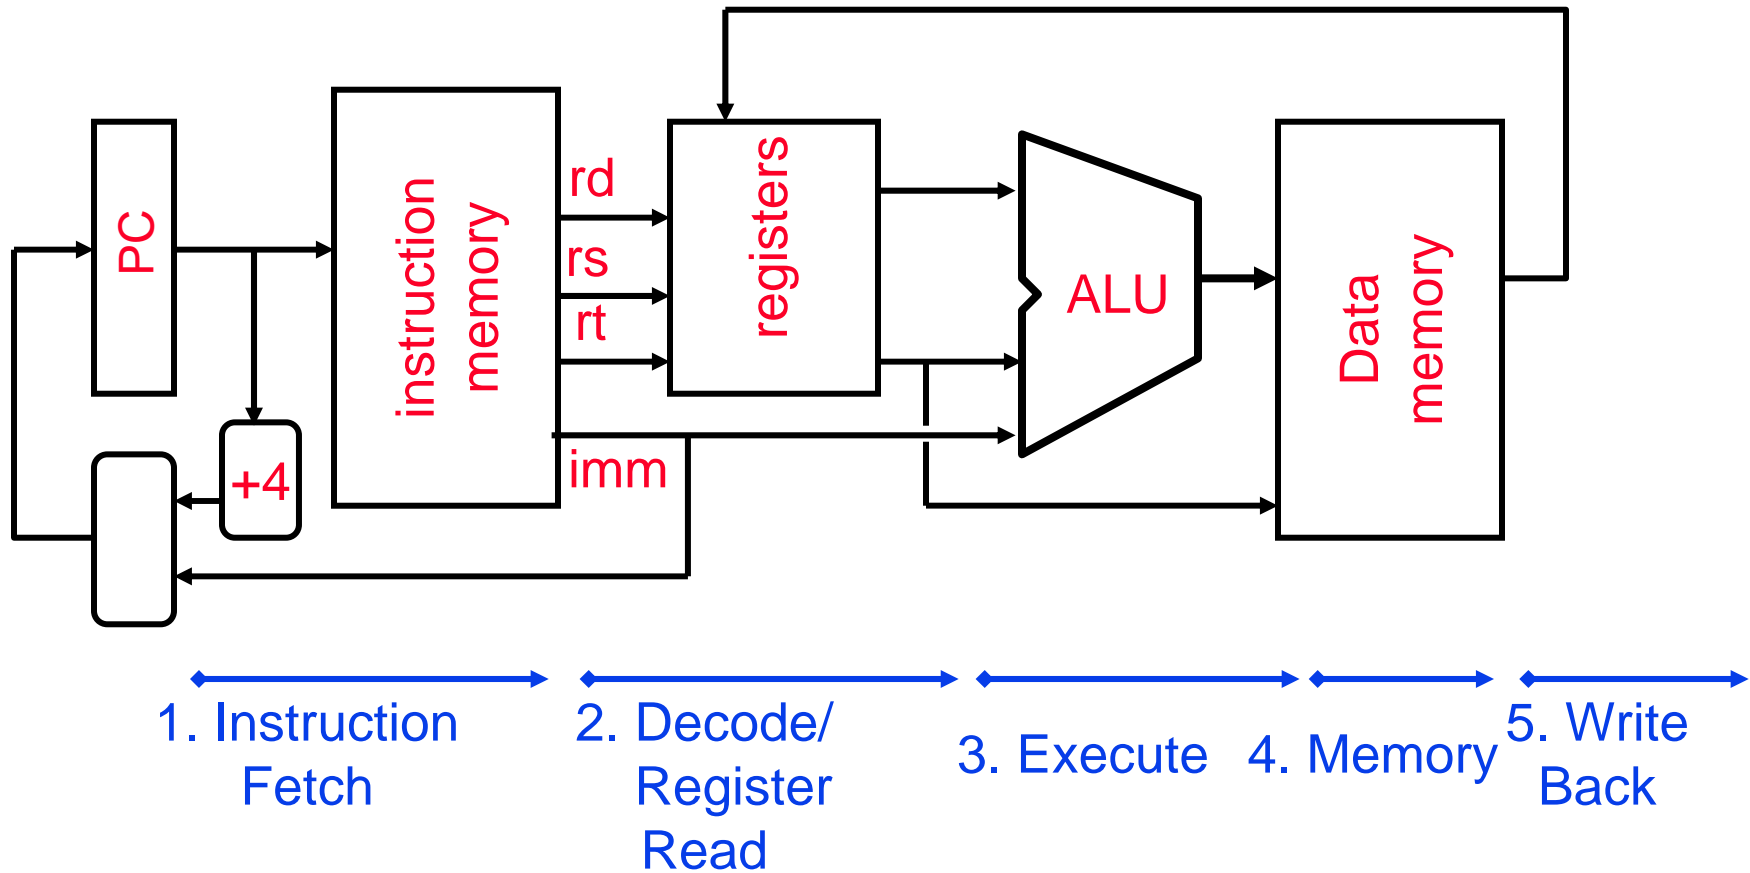 PC
+4
instruction
memory
rd
rs
rt
imm
registers
ALU
Data
memory
1. Instruction
Fetch
2. Decode/
Register
Read
3. Execute
4. Memory
5. Write
Back